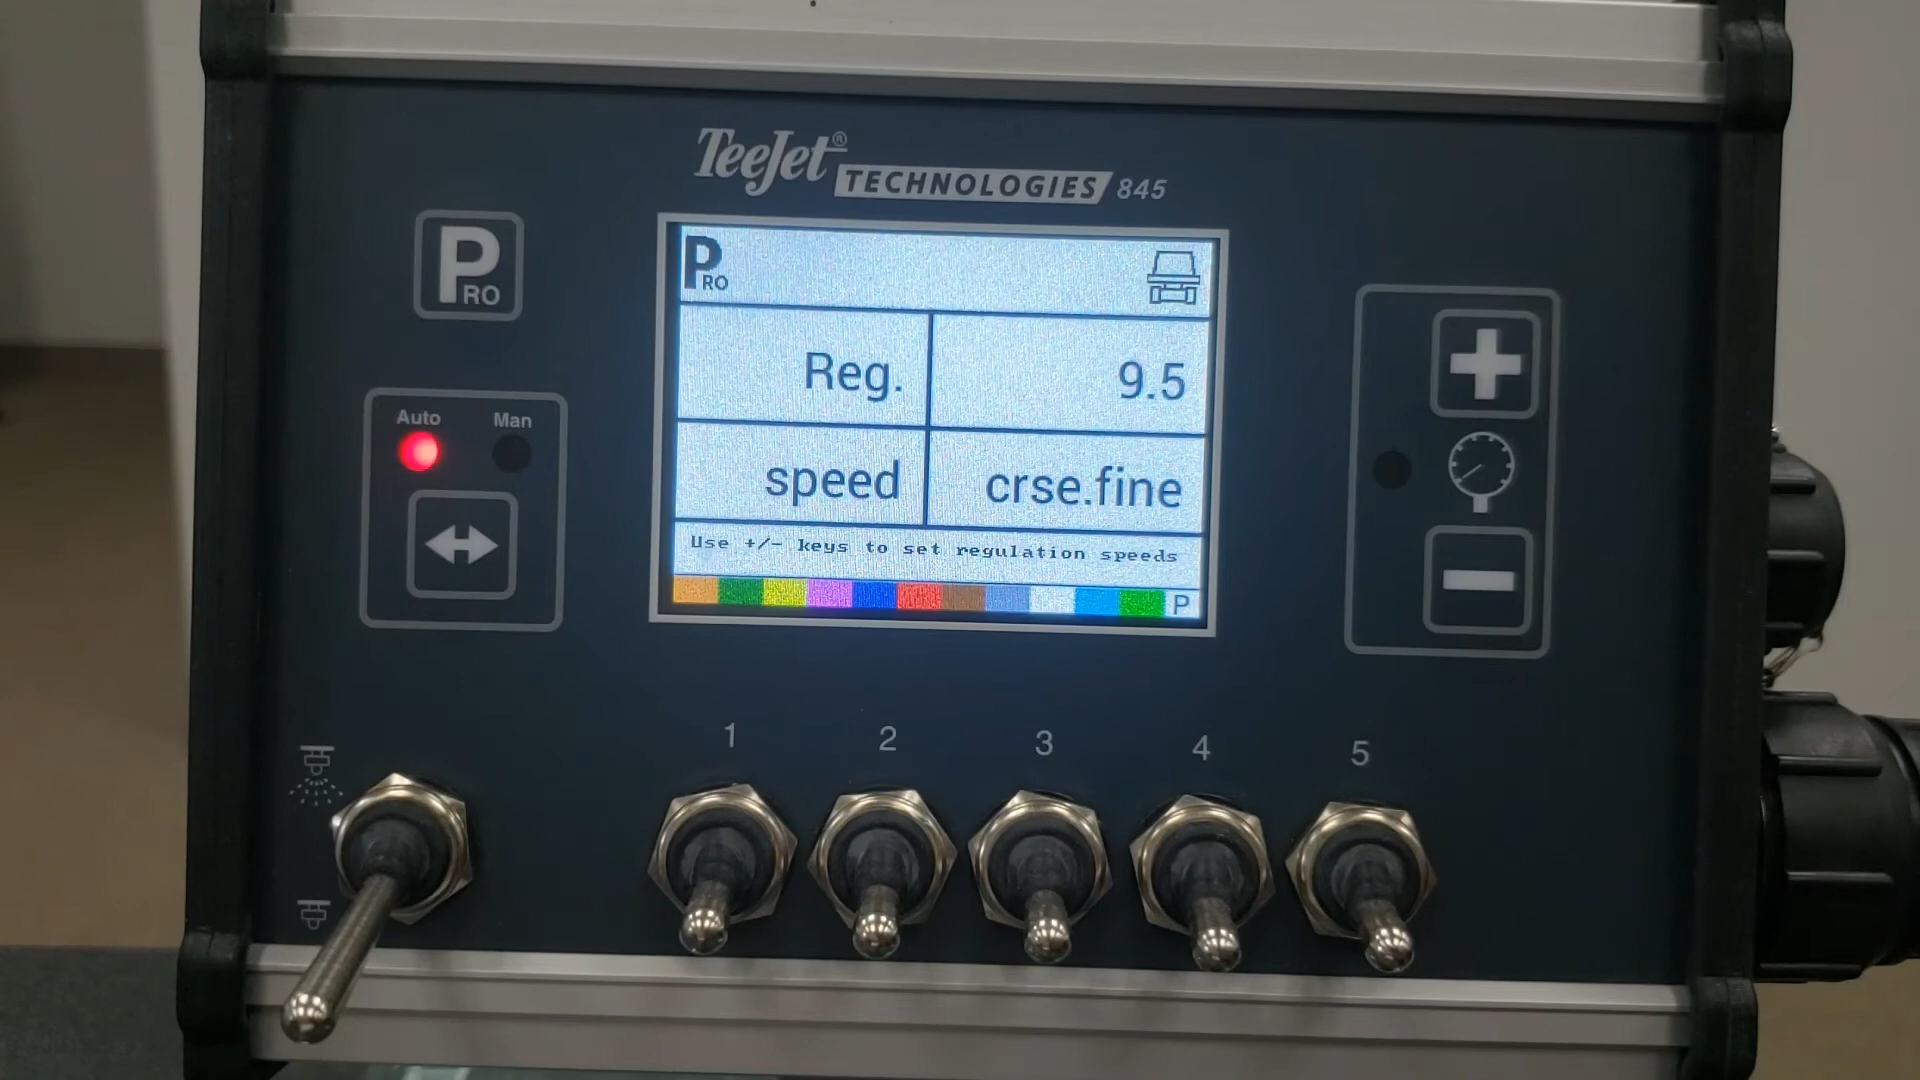 TeeJet®
TECHNOLOGIES 845
PRO
PRO
Reg. 9.5
speed crse.fine
Use +/- keys to set regulation speeds
P
Auto Man
1 2 3 4 5